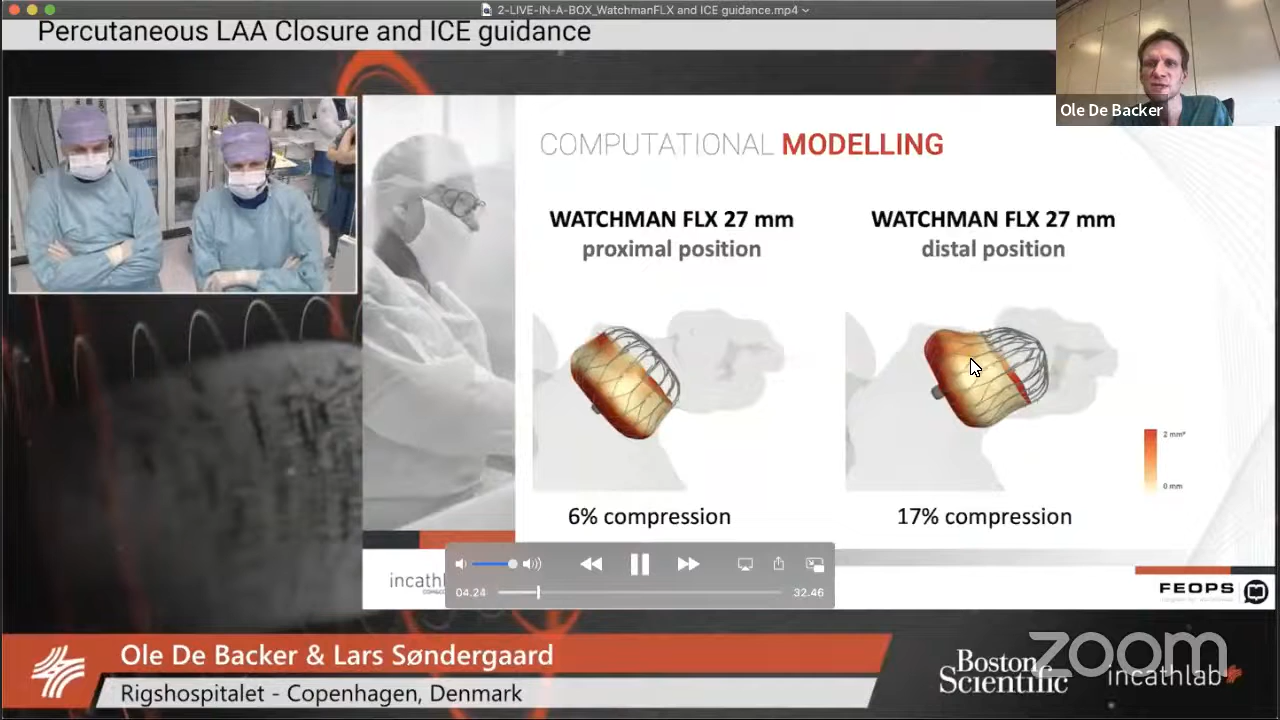 2-LIVE-IN-A-BOX_WatchmanFLX and ICE guidance.mp4
Percutaneous LAA Closure and ICE guidance
Ole De Backer
COMPUTATIONAL MODELLING
WATCHMAN FLX 27 mm
proximal position
WATCHMAN FLX 27 mm
distal position
2 mm²
0 mm
6% compression
17% compression
04.24
32.46
incathl
FEOPS
Ole De Backer & Lars Søndergaard
Rigshospitalet - Copenhagen, Denmark
Boston
Scientific
zoom
incathlab